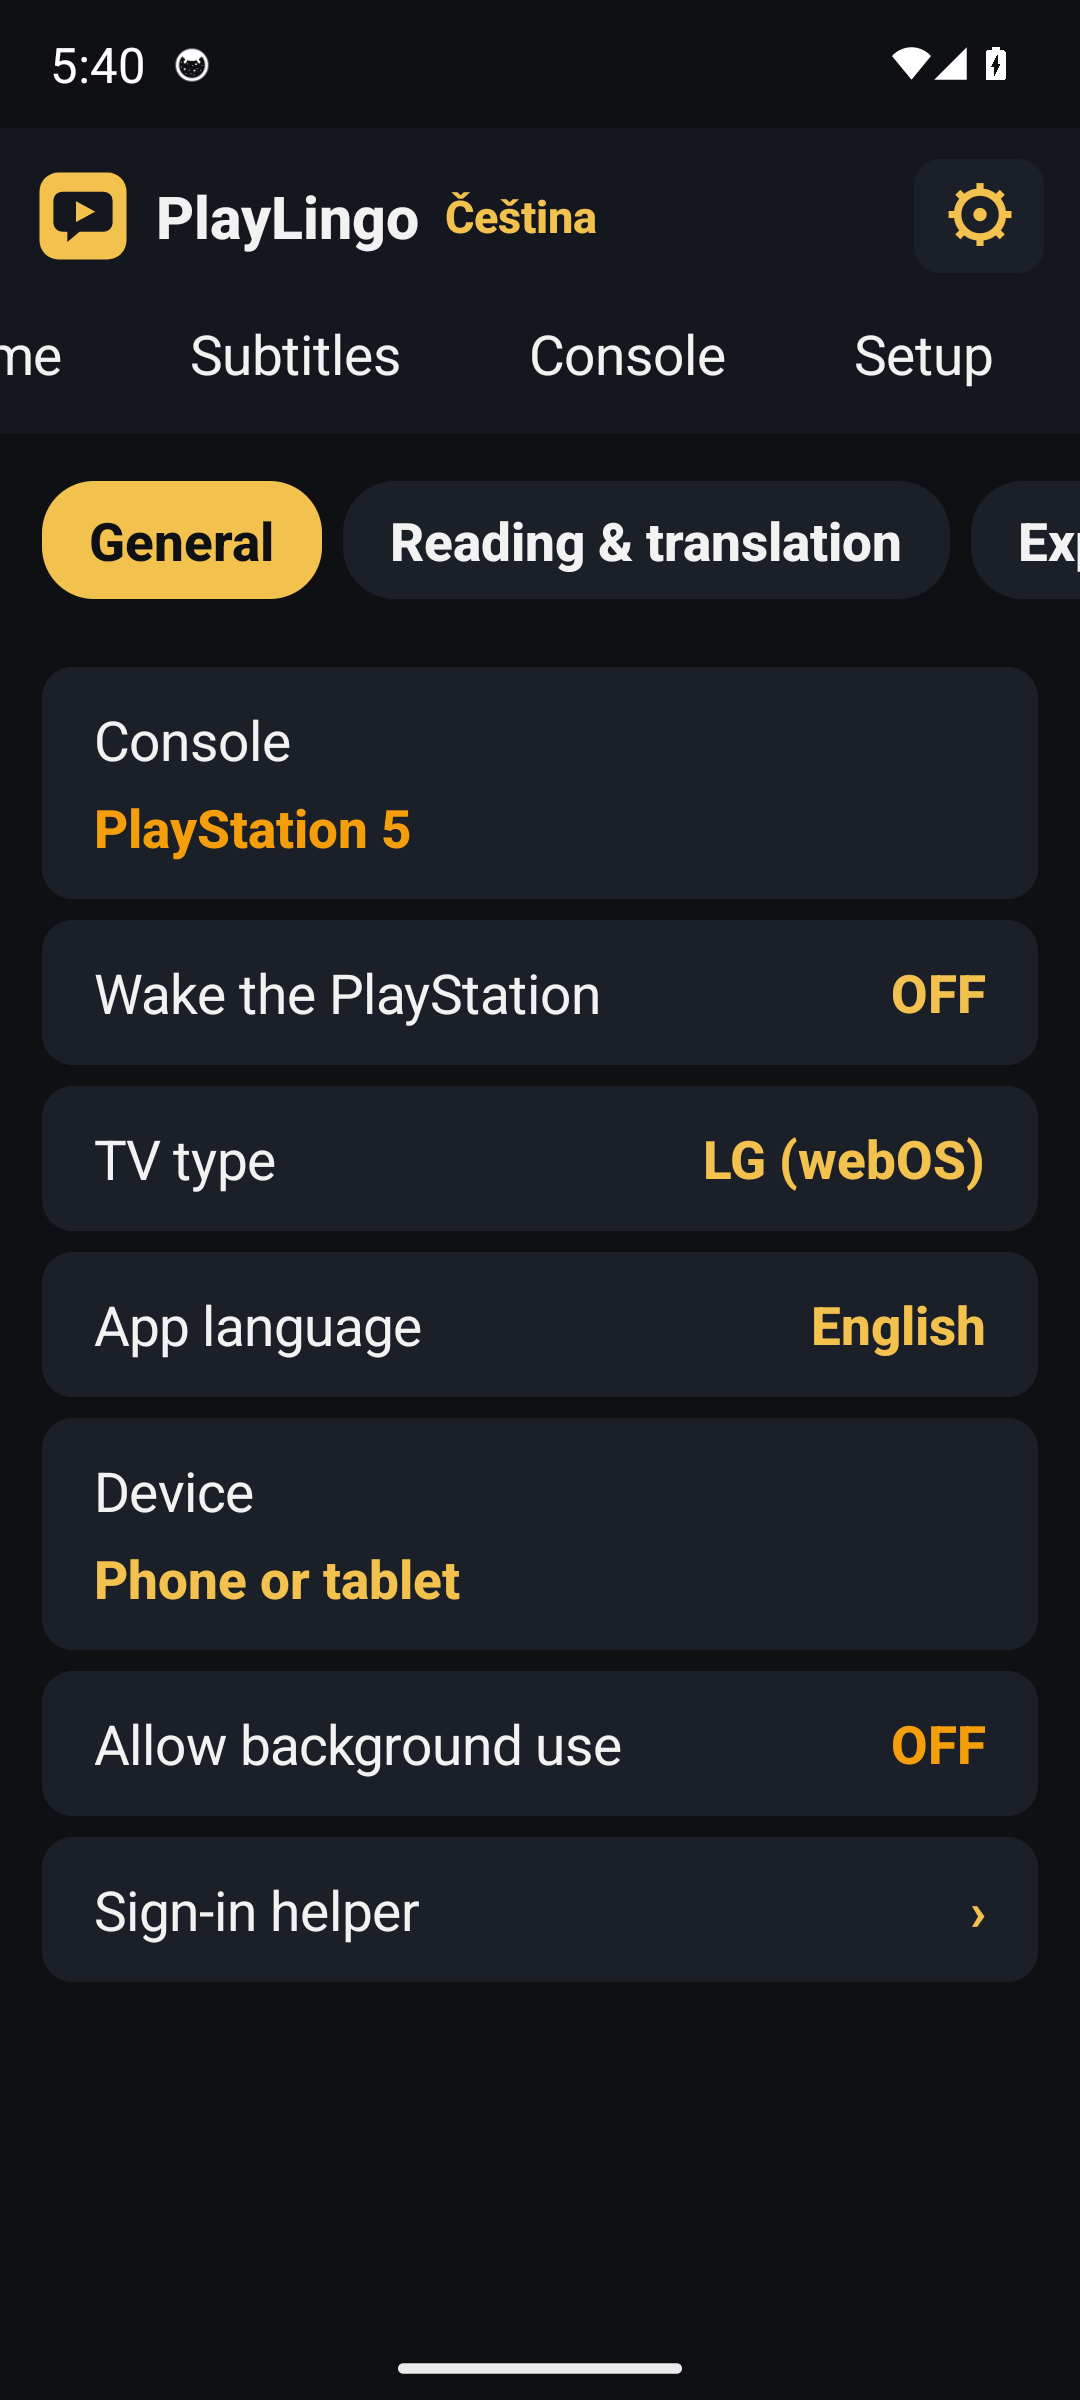 5:40
PlayLingo Čeština
me Subtitles Console Setup
General Reading & translation Exp
Console
PlayStation 5
Wake the PlayStation OFF
TV type LG (webOS)
App language English
Device
Phone or tablet
Allow background use OFF
Sign-in helper ›